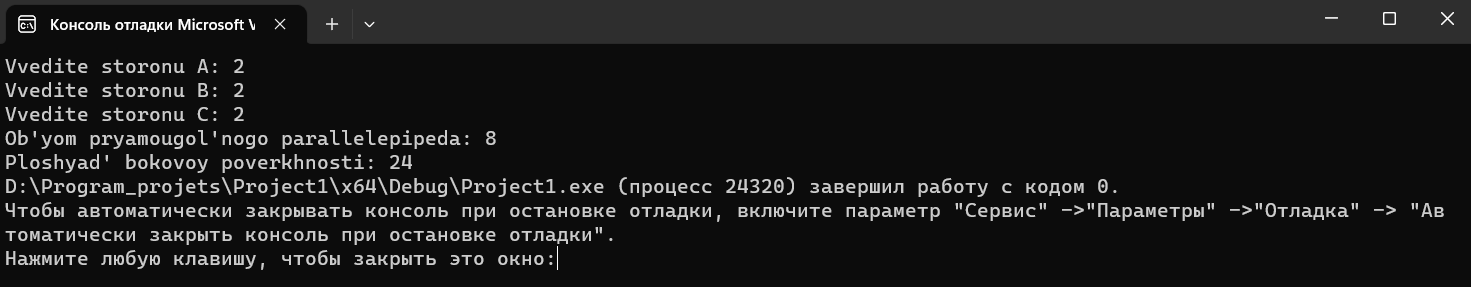 Консоль отладки Microsoft V
Vvedite storonu A: 2
Vvedite storonu B: 2
Vvedite storonu C: 2
Ob'yom pryamougol'nogo parallelepipeda: 8
Ploshyad' bokovoy poverkhnosti: 24
D:\Program_projets\Project1\x64\Debug\Project1.exe (процесс 24320) завершил работу с кодом 0.
Чтобы автоматически закрывать консоль при остановке отладки, включите параметр "Сервис" ->"Параметры" ->"Отладка" -> "Ав
томатически закрыть консоль при остановке отладки".
Нажмите любую клавишу, чтобы закрыть это окно: